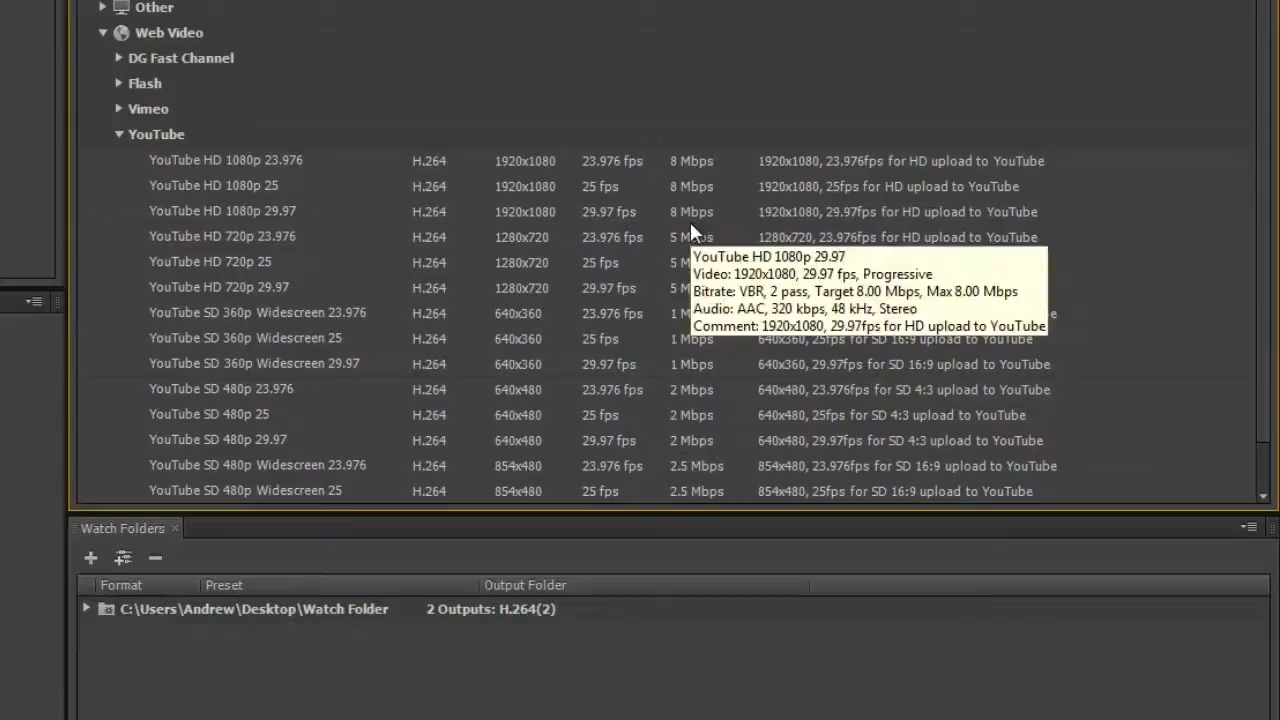 Other
Web Video
DG Fast Channel
Flash
Vimeo
YouTube
YouTube HD 1080p 23.976 H.264 1920x1080 23.976 fps 8 Mbps 1920x1080, 23.976fps for HD upload to YouTube
YouTube HD 1080p 25 H.264 1920x1080 25 fps 8 Mbps 1920x1080, 25fps for HD upload to YouTube
YouTube HD 1080p 29.97 H.264 1920x1080 29.97 fps 8 Mbps 1920x1080, 29.97fps for HD upload to YouTube
YouTube HD 720p 23.976 H.264 1280x720 23.976 fps 5 Mbps 1280x720, 23.976fps for HD upload to YouTube
YouTube HD 720p 25 H.264 1280x720 25 fps 5
YouTube HD 720p 29.97 H.264 1280x720 29.97 fps 5
YouTube SD 360p Widescreen 23.976 H.264 640x360 23.976 fps 1
YouTube SD 360p Widescreen 25 H.264 640x360 25 fps 1 Mbps 640x360, 25fps for SD 16:9 upload to YouTube
YouTube SD 360p Widescreen 29.97 H.264 640x360 29.97 fps 1 Mbps 640x360, 29.97fps for SD 16:9 upload to YouTube
YouTube SD 480p 23.976 H.264 640x480 23.976 fps 2 Mbps 640x480, 23.976fps for SD 4:3 upload to YouTube
YouTube SD 480p 25 H.264 640x480 25 fps 2 Mbps 640x480, 25fps for SD 4:3 upload to YouTube
YouTube SD 480p 29.97 H.264 640x480 29.97 fps 2 Mbps 640x480, 29.97fps for SD 4:3 upload to YouTube
YouTube SD 480p Widescreen 23.976 H.264 854x480 23.976 fps 2.5 Mbps 854x480, 23.976fps for SD 16:9 upload to YouTube
YouTube SD 480p Widescreen 25 H.264 854x480 25 fps 2.5 Mbps 854x480, 25fps for SD 16:9 upload to YouTube
YouTube HD 1080p 29.97
Video: 1920x1080, 29.97 fps, Progressive
Bitrate: VBR, 2 pass, Target 8.00 Mbps, Max 8.00 Mbps
Audio: AAC, 320 kbps, 48 kHz, Stereo
Comment: 1920x1080, 29.97fps for HD upload to YouTube
Watch Folders
Format Preset Output Folder
C:\Users\Andrew\Desktop\Watch Folder 2 Outputs: H.264(2)